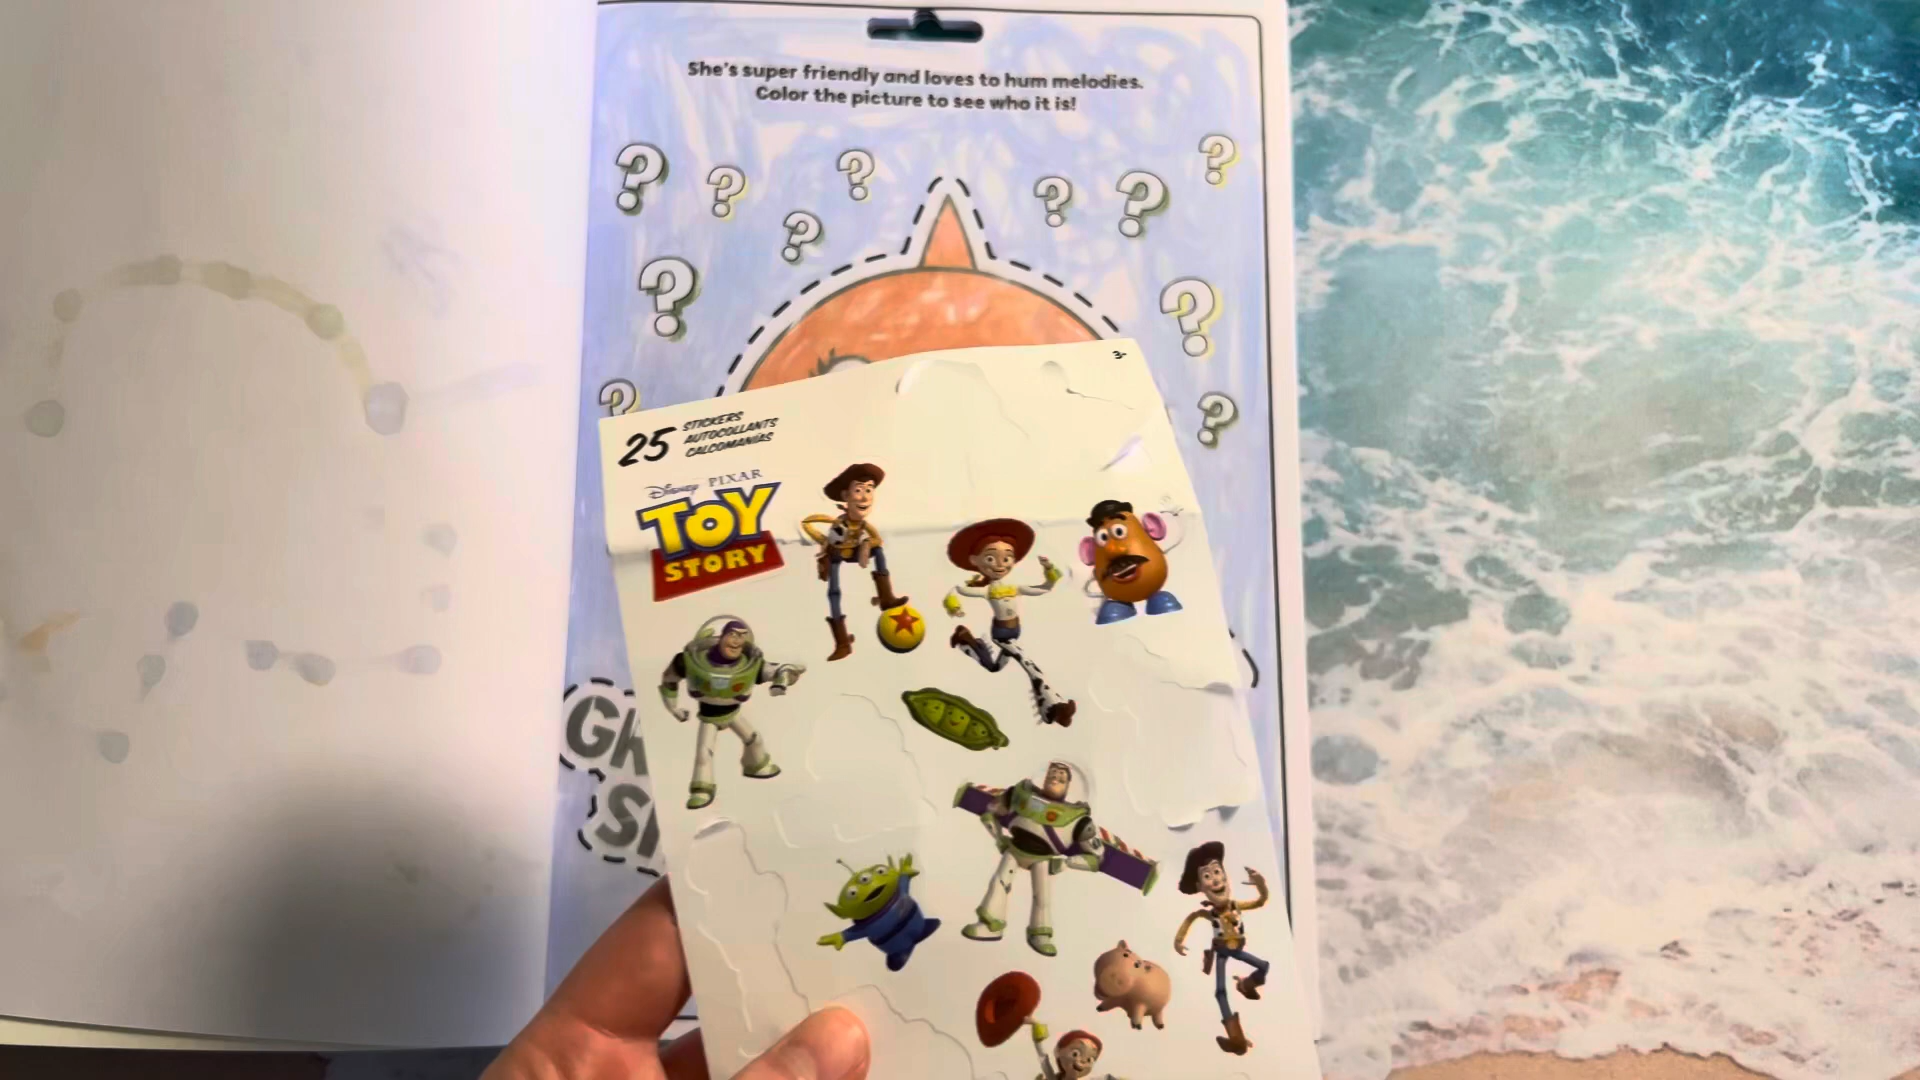 She's super friendly and loves to hum melodies.
Color the picture to see who it is!
? ? ? ? ? ? ? ? ? ? ? ?
3+
25 STICKERS
AUTOCOLLANTS
CALCOMANIAS
Disney PIXAR
TOY
STORY